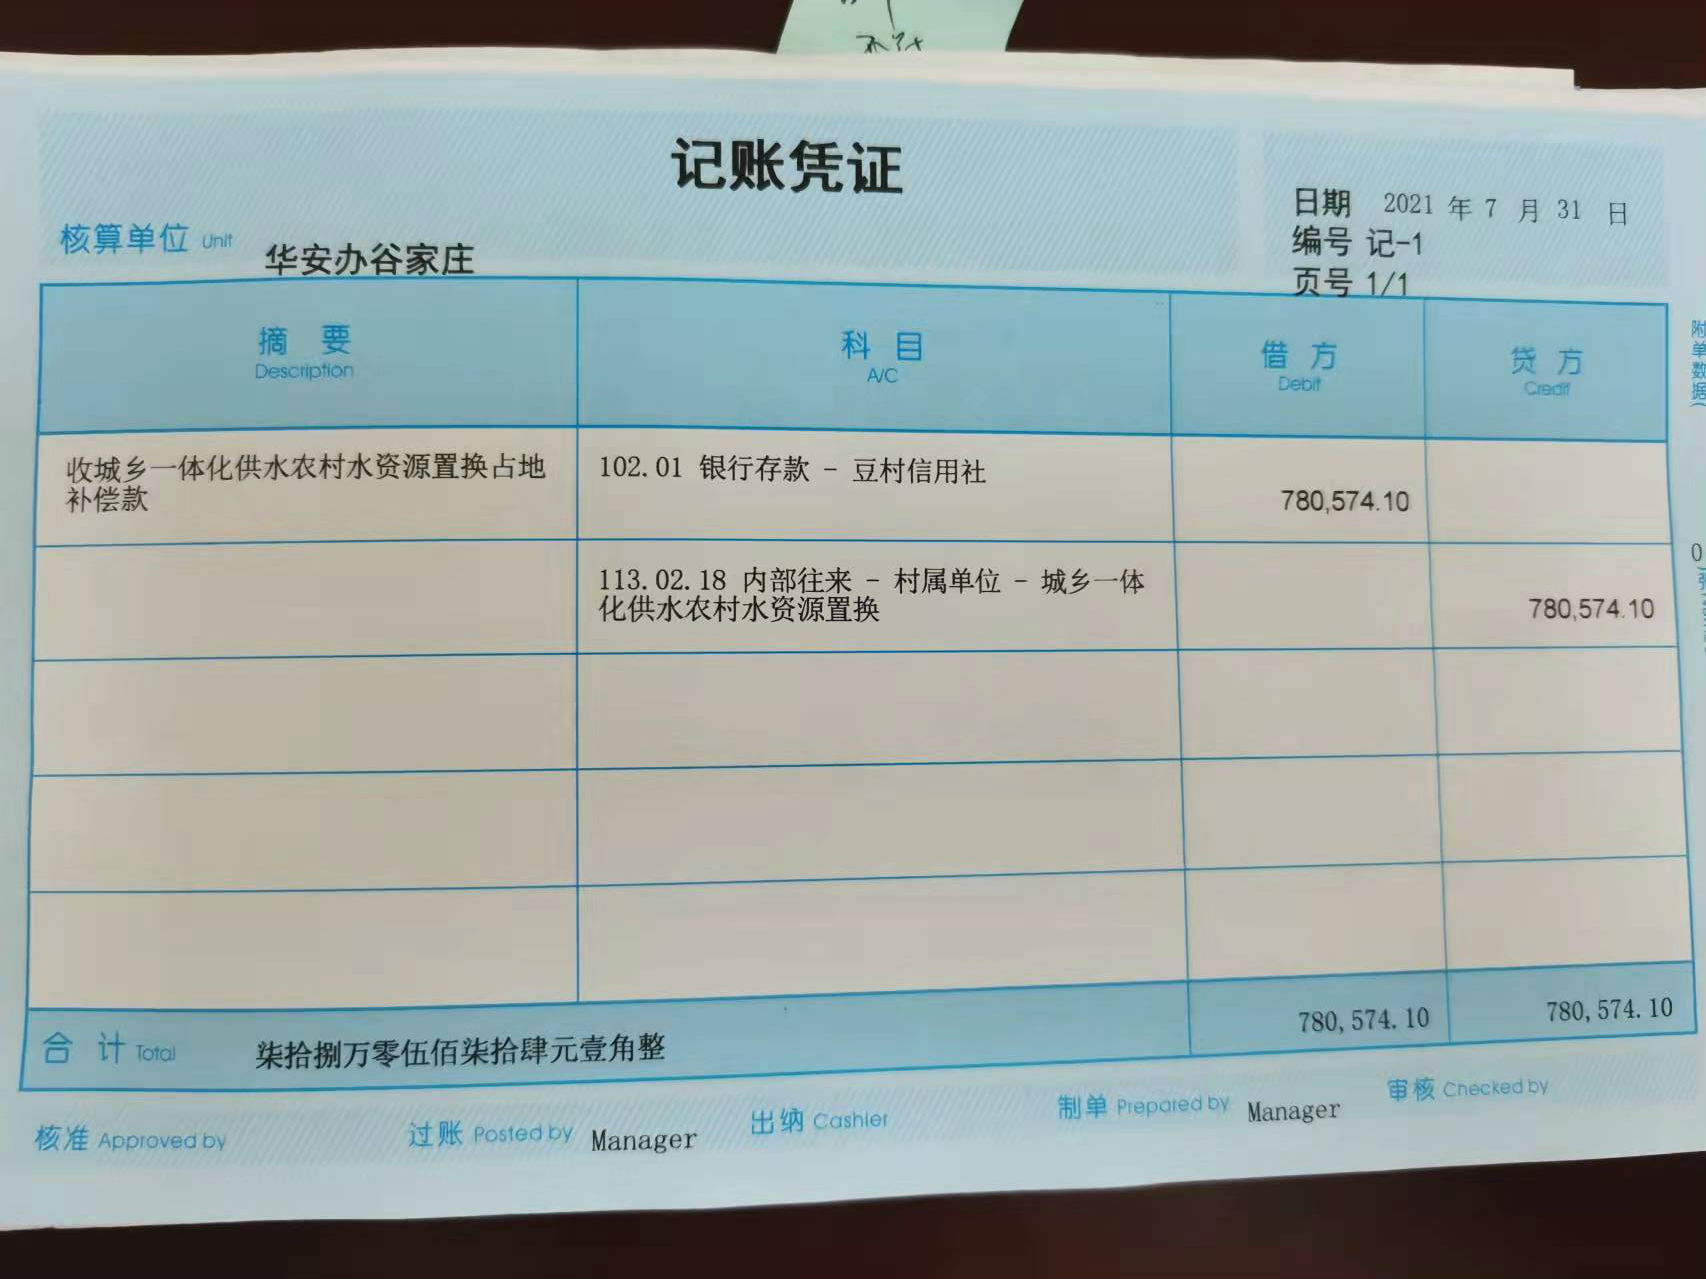 记账凭证
日期 2021 年 7 月 31 日
核算单位 Unit 华安办谷家庄
编号 记-1
页号 1/1
摘 要 科 目 借 方 贷 方
Description A/C Debit Credit
附单数据(
收城乡一体化供水农村水资源置换占地
补偿款
102.01 银行存款 - 豆村信用社
780,574.10
0
113.02.18 内部往来 - 村属单位 - 城乡一体
化供水农村水资源置换
780,574.10
合 计 Total 柒拾捌万零伍佰柒拾肆元壹角整 780,574.10 780,574.10
核准 Approved by 过账 Posted by Manager 出纳 Cashier 制单 Prepared by Manager 审核 Checked by